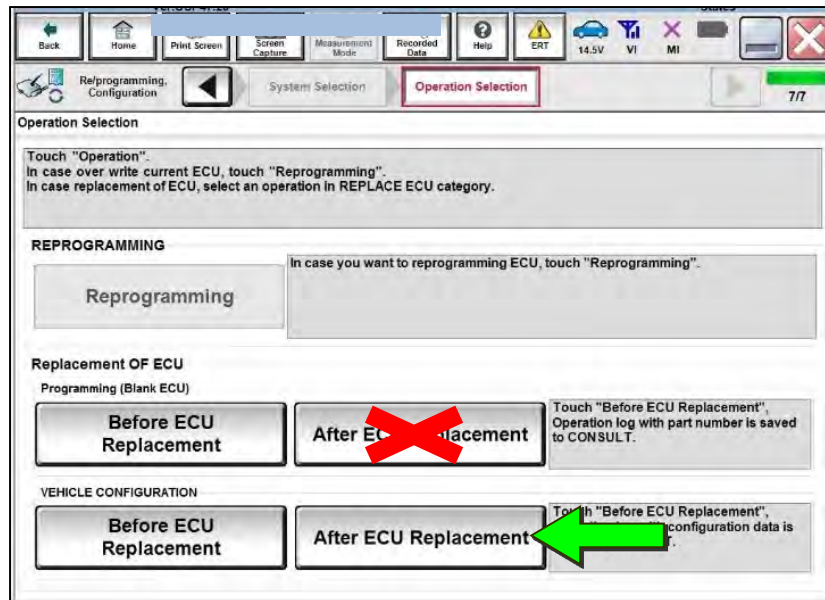 Back
Home
Print Screen
Screen
Capture
Measurement
Mode
Recorded
Data
Help
ERT
14.5V
VI
MI
Re/programming,
Configuration
System Selection
Operation Selection
7/7
Operation Selection
Touch "Operation".
In case over write current ECU, touch "Reprogramming".
In case replacement of ECU, select an operation in REPLACE ECU category.
REPROGRAMMING
Reprogramming
In case you want to reprogramming ECU, touch "Reprogramming".
Replacement OF ECU
Programming (Blank ECU)
Before ECU
Replacement
After
Touch "Before ECU Replacement",
Operation log with part number is saved
to CONSULT.
VEHICLE CONFIGURATION
Before ECU
Replacement
After ECU Replacement
"Before ECU Replacement",
configuration data is